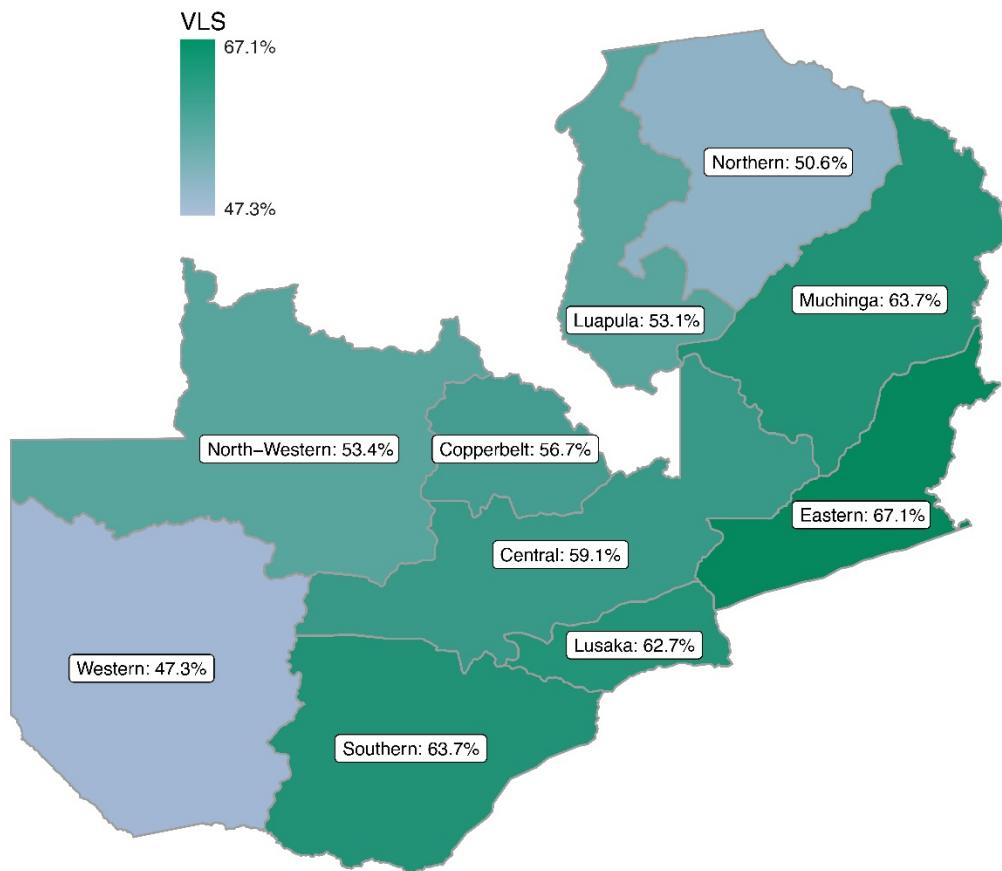 VLS
67.1%
47.3%
Northern: 50.6%
Muchinga: 63.7%
Luapula: 53.1%
North−Western: 53.4%
Copperbelt: 56.7%
Eastern: 67.1%
Central: 59.1%
Lusaka: 62.7%
Western: 47.3%
Southern: 63.7%